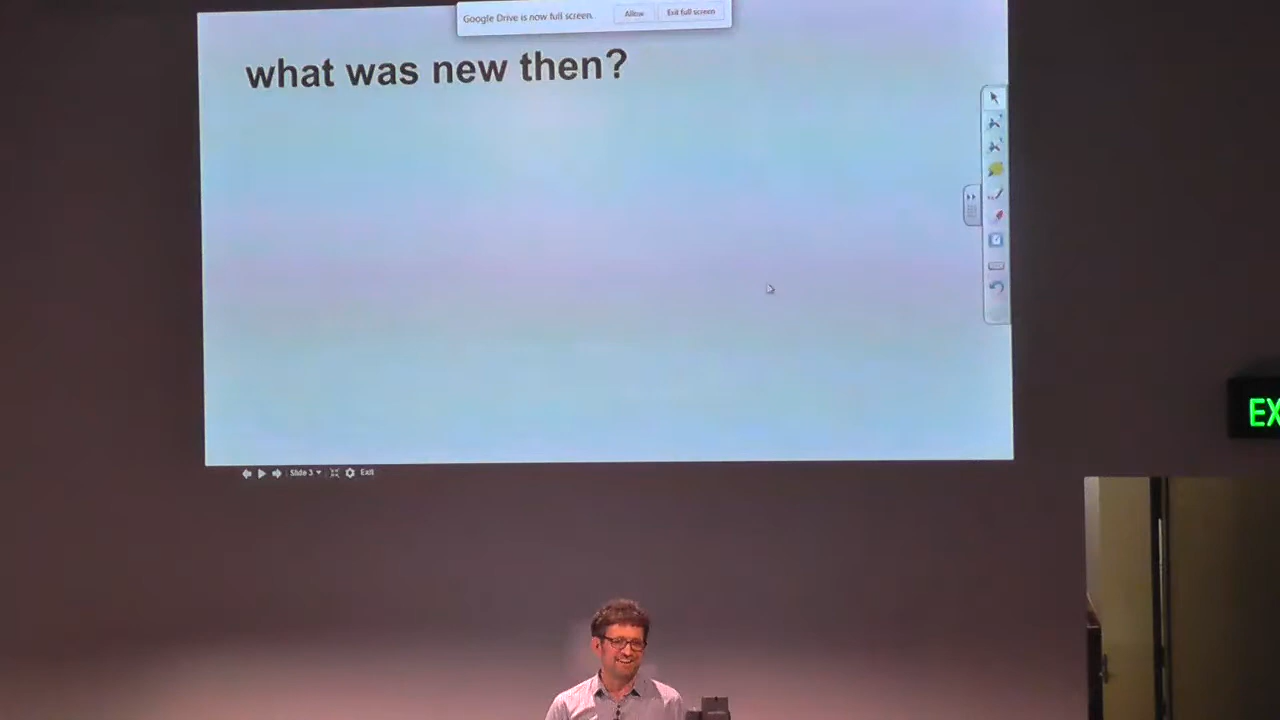 Google Drive is now full screen.
Allow
Exit full screen
what was new then?
EX
Slide 3
Exit